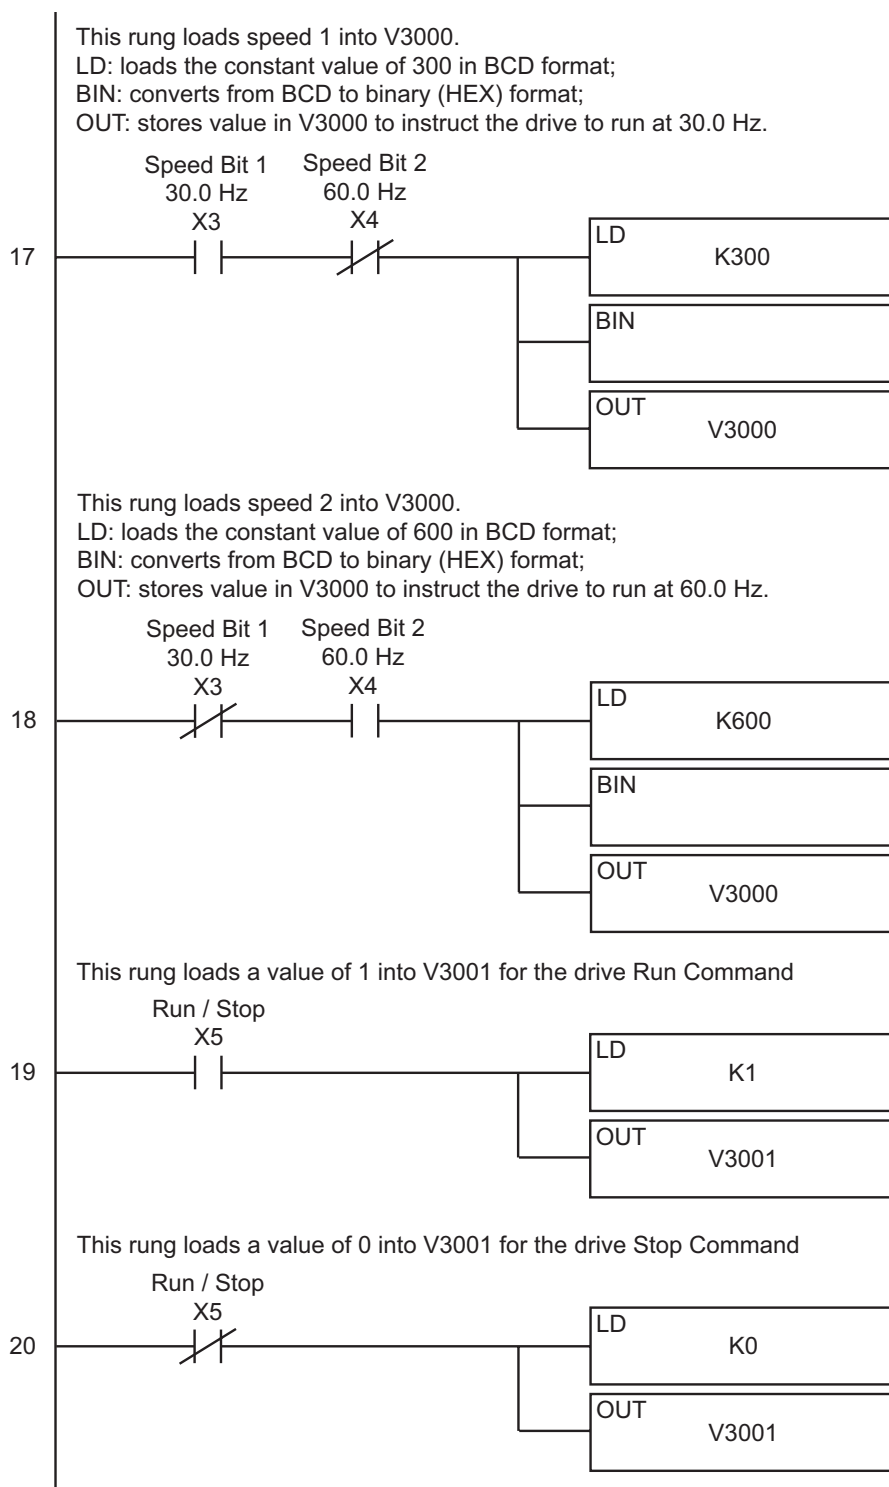 This rung loads speed 1 into V3000.
LD: loads the constant value of 300 in BCD format;
BIN: converts from BCD to binary (HEX) format;
OUT: stores value in V3000 to instruct the drive to run at 30.0 Hz.
Speed Bit 1 Speed Bit 2
30.0 Hz 60.0 Hz
X3 X4
17
LD
K300
BIN
OUT
V3000
This rung loads speed 2 into V3000.
LD: loads the constant value of 600 in BCD format;
BIN: converts from BCD to binary (HEX) format;
OUT: stores value in V3000 to instruct the drive to run at 60.0 Hz.
Speed Bit 1 Speed Bit 2
30.0 Hz 60.0 Hz
X3 X4
18
LD
K600
BIN
OUT
V3000
This rung loads a value of 1 into V3001 for the drive Run Command
Run / Stop
X5
19
LD
K1
OUT
V3001
This rung loads a value of 0 into V3001 for the drive Stop Command
Run / Stop
X5
20
LD
K0
OUT
V3001